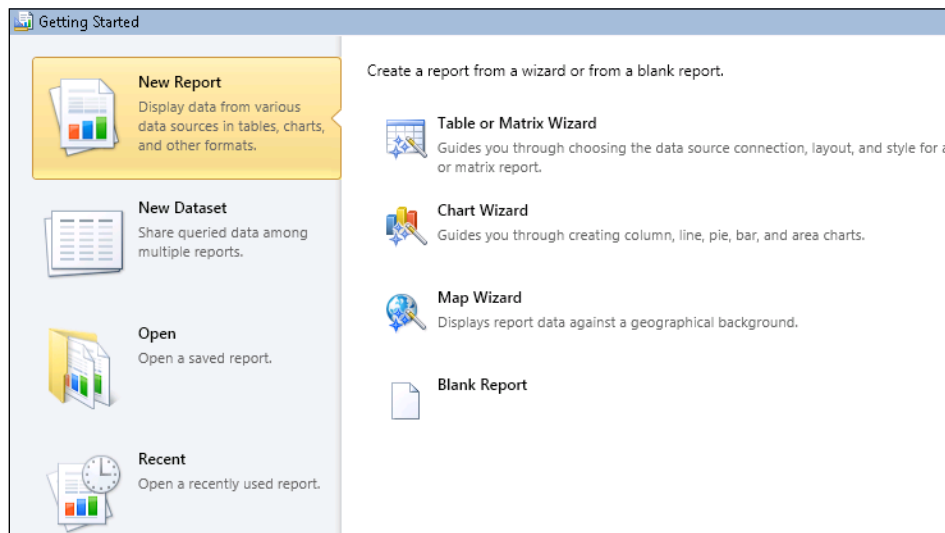 Getting Started
New Report
Display data from various
data sources in tables, charts,
and other formats.
New Dataset
Share queried data among
multiple reports.
Open
Open a saved report.
Recent
Open a recently used report.
Create a report from a wizard or from a blank report.
Table or Matrix Wizard
Guides you through choosing the data source connection, layout, and style for a
or matrix report.
Chart Wizard
Guides you through creating column, line, pie, bar, and area charts.
Map Wizard
Displays report data against a geographical background.
Blank Report